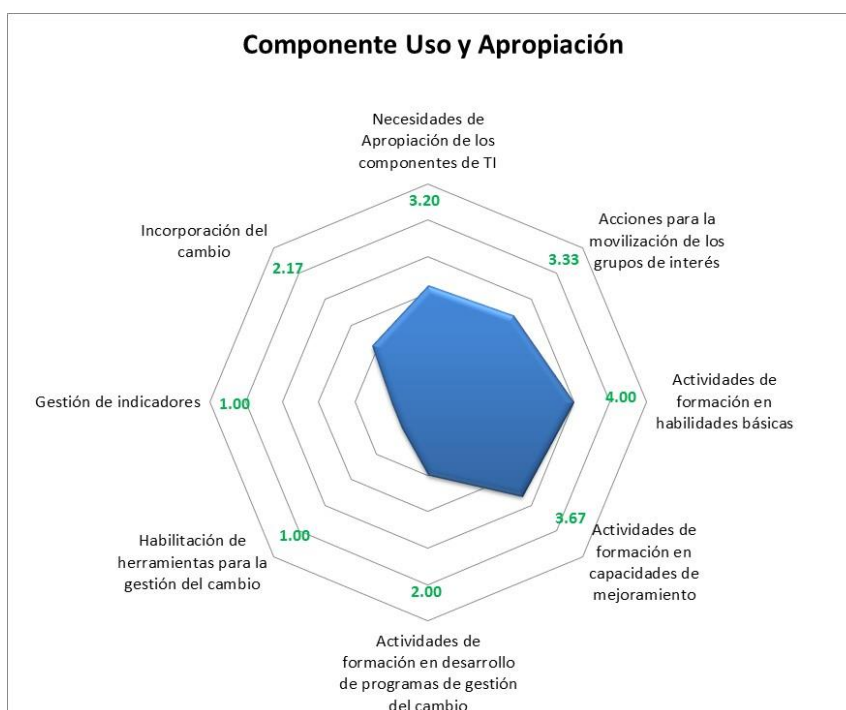 Componente Uso y Apropiación
Necesidades de
Apropiación de los
componentes de TI
3.20
Acciones para la
movilización de los
grupos de interés
3.33
Actividades de
formación en
habilidades básicas
4.00
Actividades de
formación en
capacidades de
mejoramiento
3.67
Actividades de
formación en desarrollo
de programas de gestión
del cambio
2.00
Habilitación de
herramientas para la
gestión del cambio
1.00
Gestión de indicadores
1.00
Incorporación del
cambio
2.17